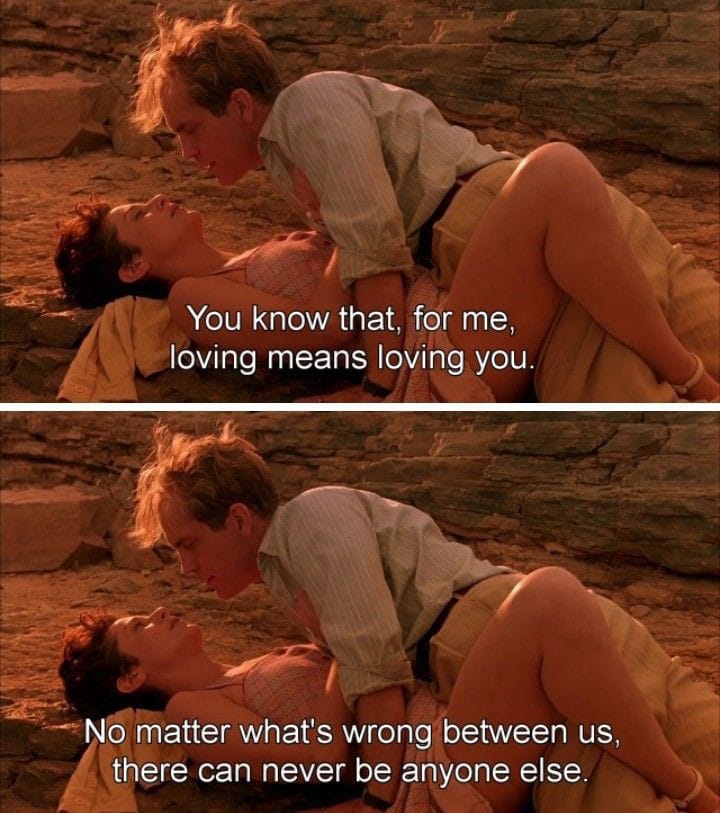 You know that, for me,
loving means loving you.
No matter what's wrong between us,
there can never be anyone else.